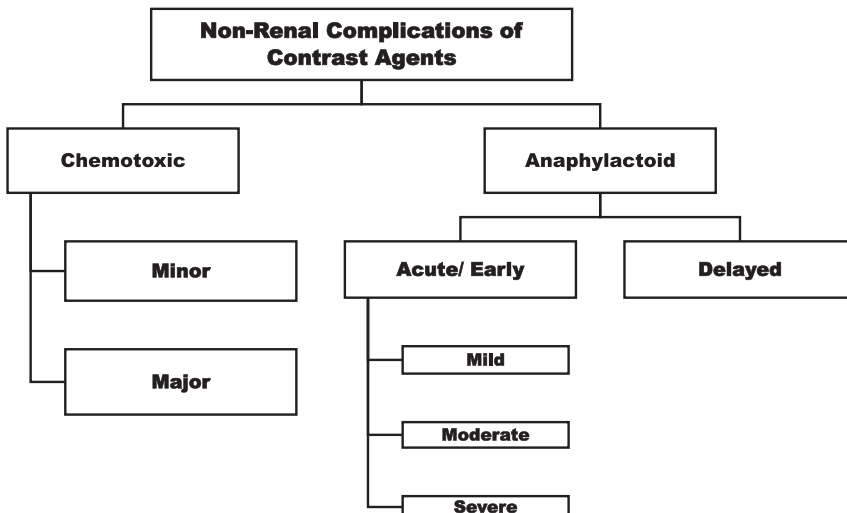 Non-Renal Complications of
Contrast Agents
Chemotoxic
Anaphylactoid
Minor
Acute/ Early
Delayed
Major
Mild
Moderate
Severe